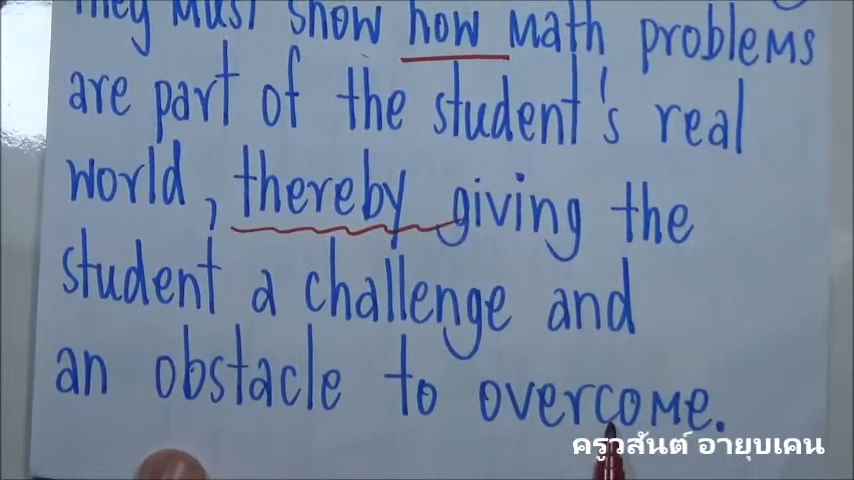 They must show how math problems
are part of the student's real
world, thereby giving the
student a challenge and
an obstacle to overcome.
ครูวสันต์ อายุบเคน